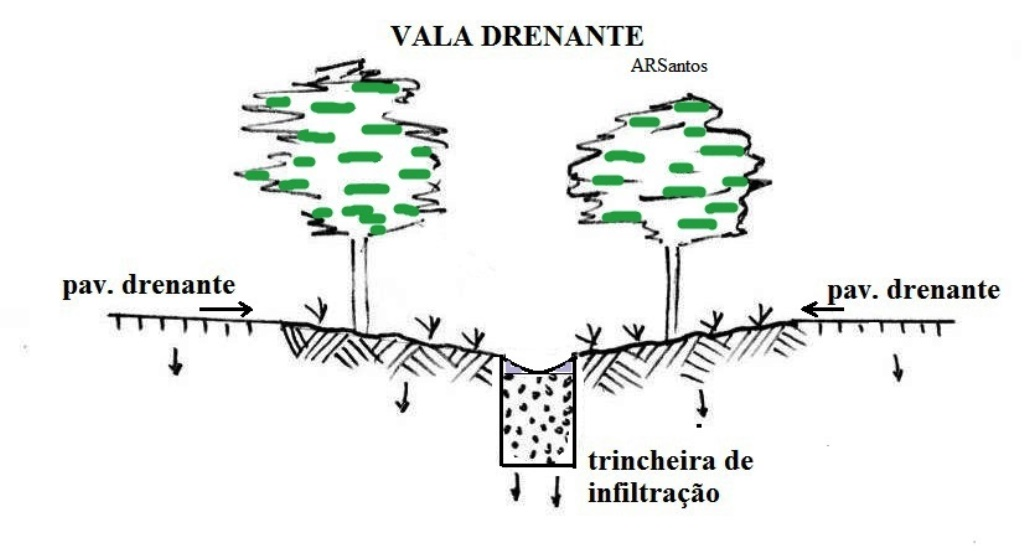 VALA DRENANTE
ARSantos
pav. drenante
pav. drenante
trincheira de
infiltração